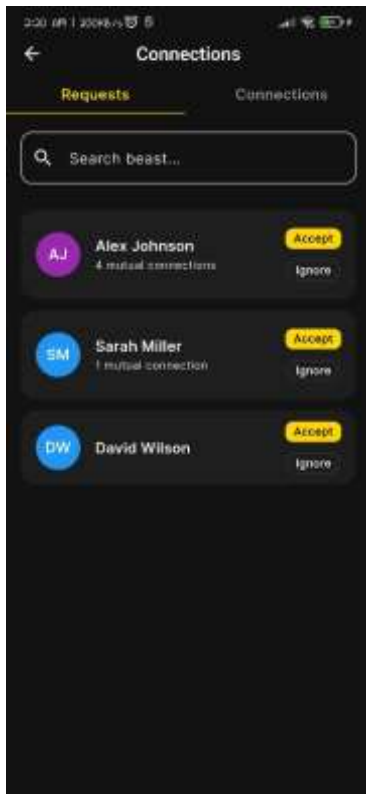 Connections
Requests
Connections
Search beast...
AJ
Alex Johnson
4 mutual connections
Accept
Ignore
SM
Sarah Miller
1 mutual connection
Accept
Ignore
DW
David Wilson
Accept
Ignore